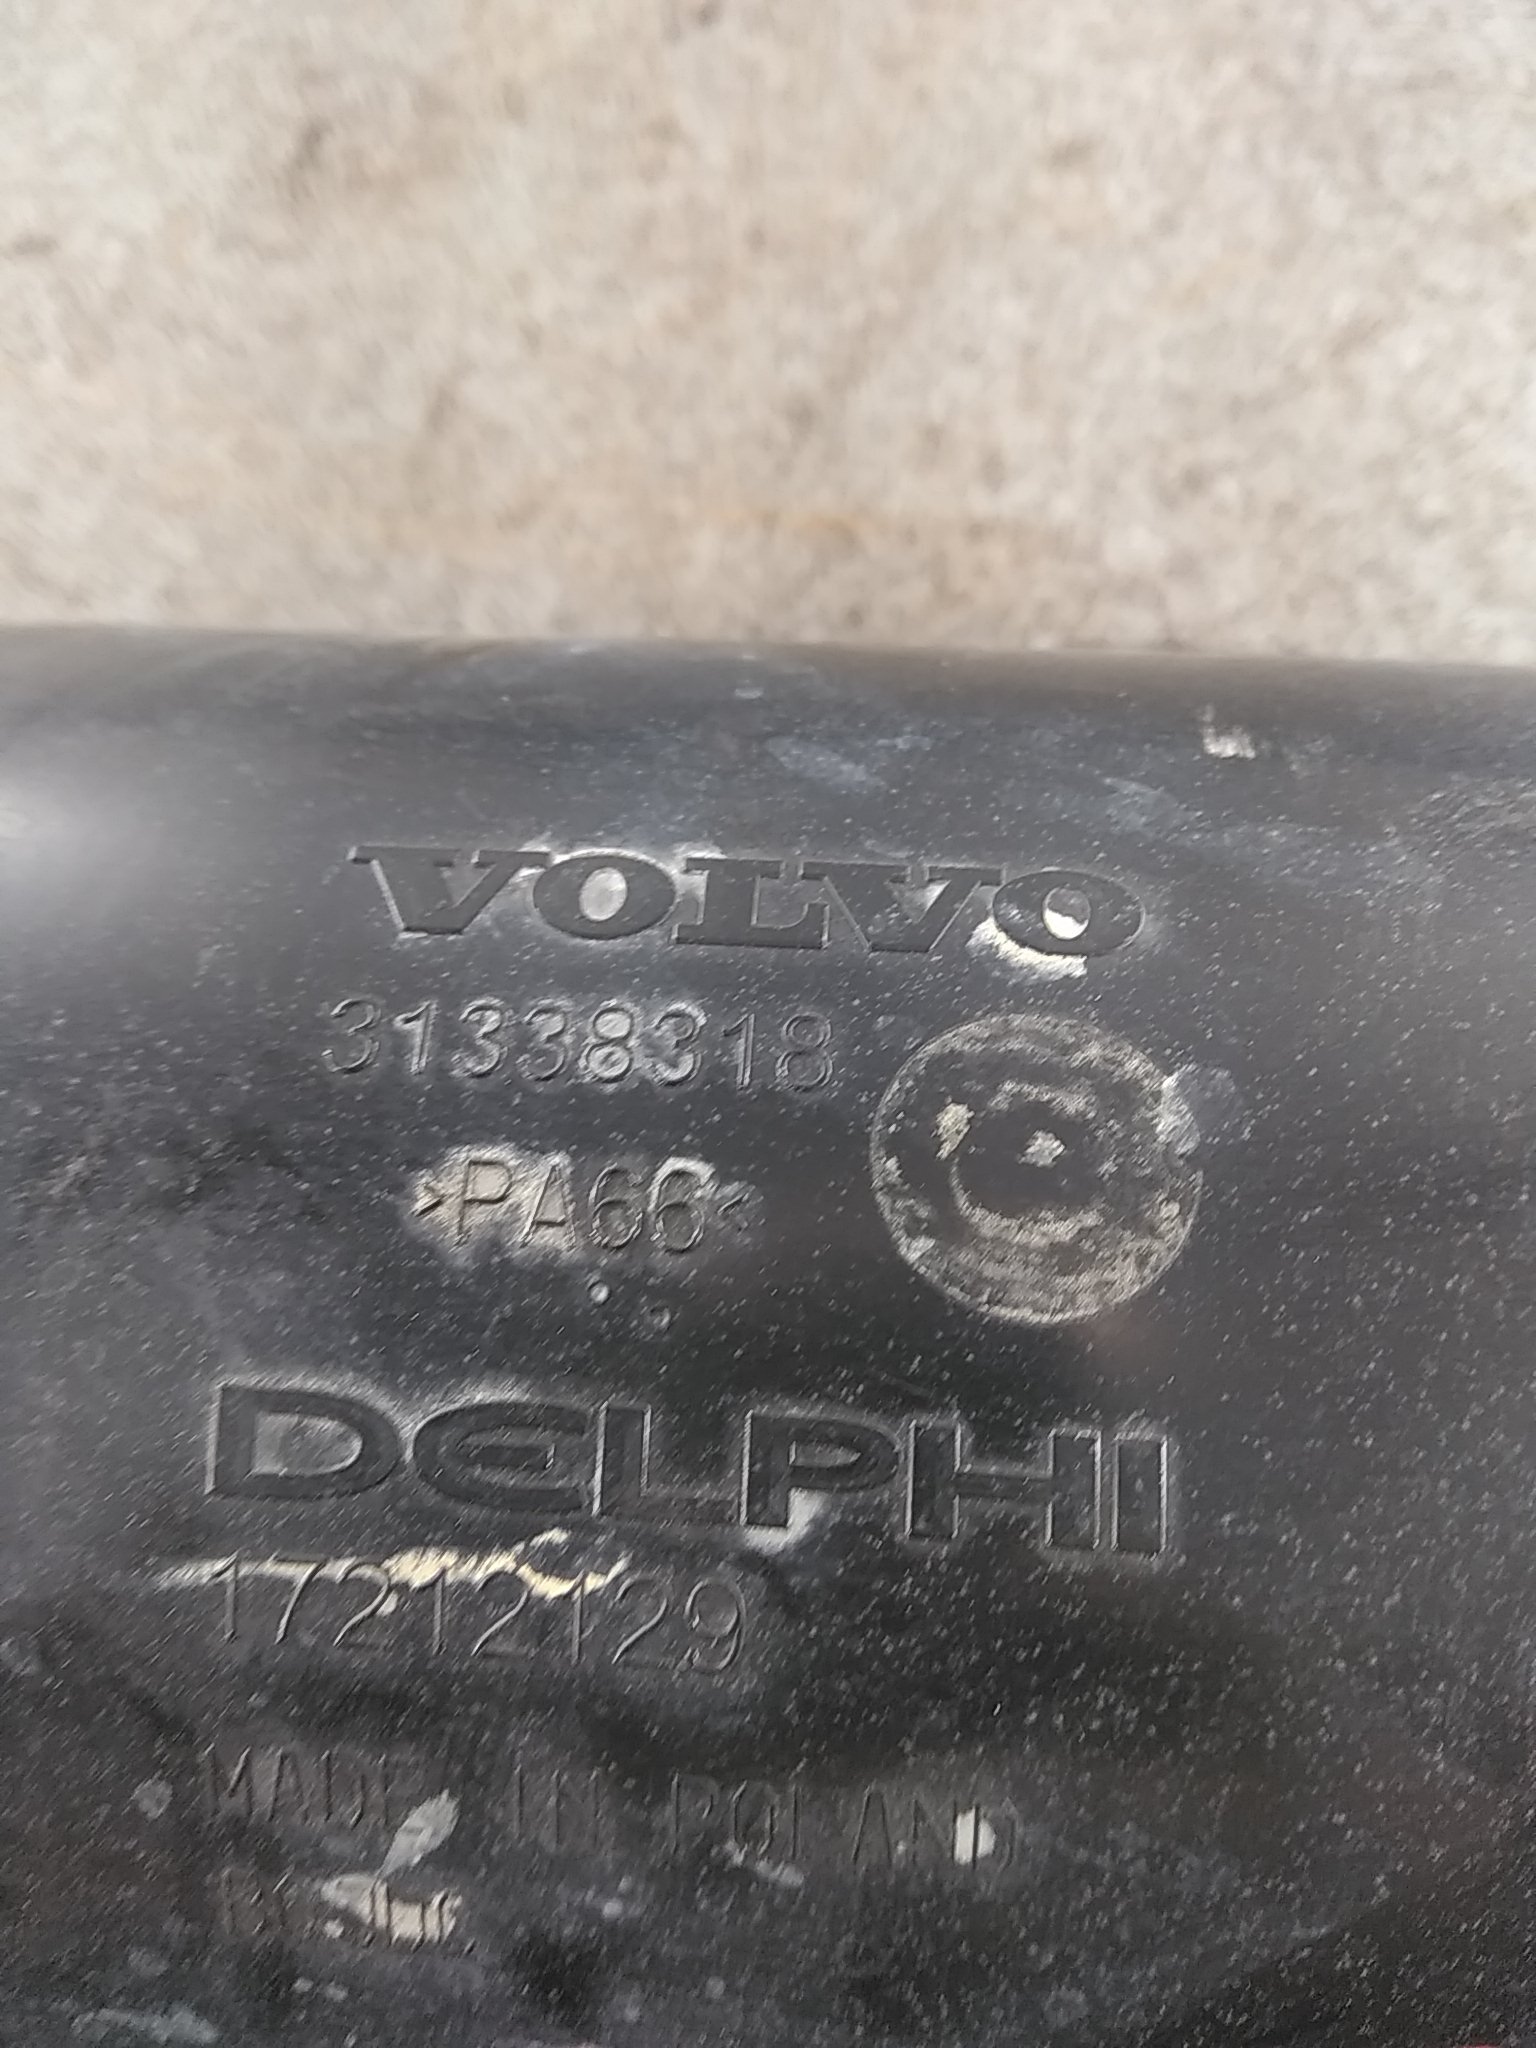 VOLVO
31338318
>PA66<
DELPHI
17212129
MADE IN POLAND